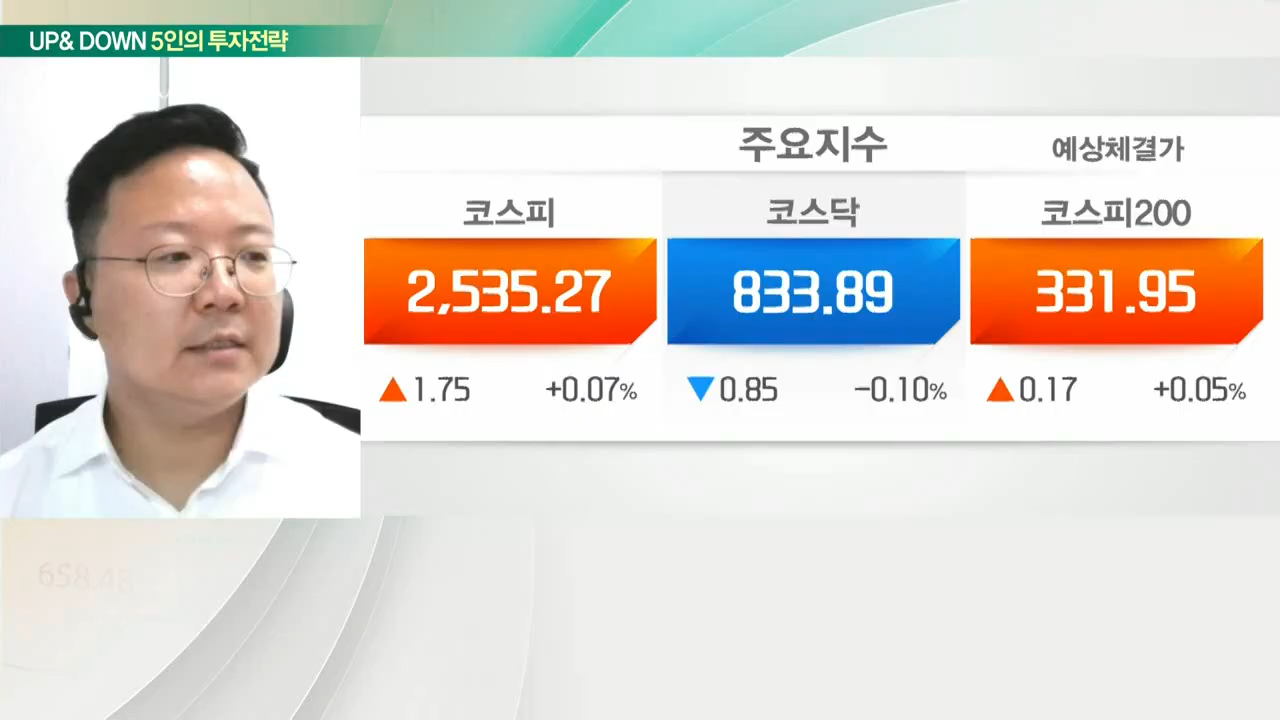 UP& DOWN 5인의 투자전략
주요지수 예상체결가
코스피 코스닥 코스피200
2,535.27 833.89 331.95
▲1.75 +0.07% ▼0.85 -0.10% ▲0.17 +0.05%
658.48